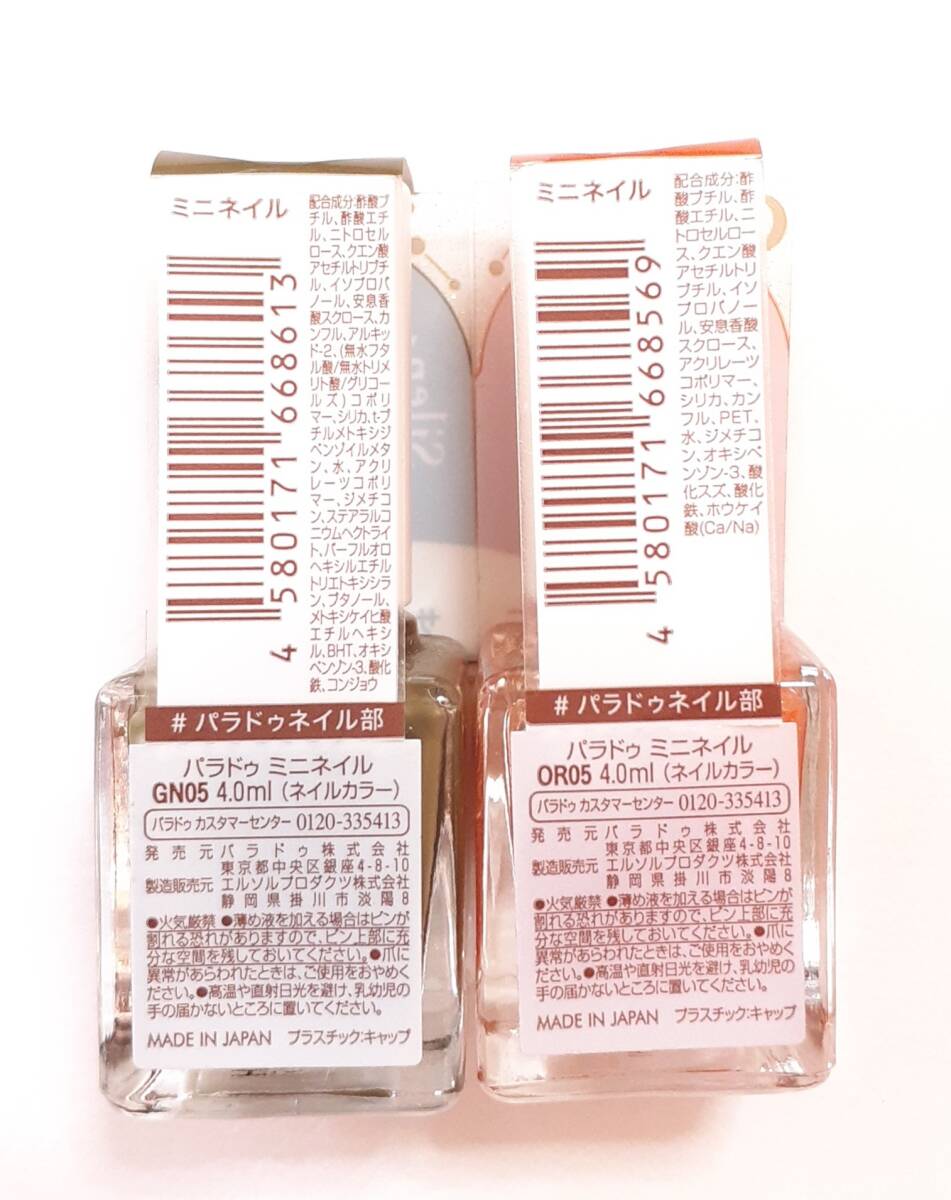 ミニネイル
4 580171 668613
配合成分:酢酸ブ
チル、酢酸エチ
ル、ニトロセル
ロース、クエン酸
アセチルトリブチ
ル、イソプロパ
ノール、安息香
酸スクロース、カ
ンフル、アルキッ
ド-2、(無水フタ
ル酸/無水トリメ
リト酸/グリコー
ルズ)コポリ
マー、シリカ、t-ブ
チルメトキシジ
ベンゾイルメタ
ン、水、アクリ
レーツコポリ
マー、ジメチコ
ン、ステアラルコ
ニウムヘクトライ
ト、パーフルオロ
ヘキシルエチル
トリエトキシシラ
ン、ブタノール、
メトキシケイヒ酸
エチルヘキシ
ル、BHT、オキシ
ベンゾン-3、酸化
鉄、コンジョウ
# パラドゥネイル部
パラドゥ ミニネイル
GN05 4.0ml (ネイルカラー)
パラドゥ カスタマーセンター 0120-335413
発売元 パラドゥ株式会社
東京都中央区銀座4-8-10
製造販売元 エルソルプロダクツ株式会社
静岡県掛川市淡陽8
●火気厳禁 ●薄め液を加える場合はビンが
割れる恐れがありますので、ビン上部に充
分な空間を残しておいてください。●爪に
異常があらわれたときは、ご使用をおやめく
ださい。●高温や直射日光を避け、乳幼児の
手の届かないところに置いてください。
MADE IN JAPAN プラスチック:キャップ
ミニネイル
4 580171 668569
配合成分:酢
酸ブチル、酢
酸エチル、ニ
トロセルロー
ス、クエン酸
アセチルトリ
ブチル、イソ
プロパノー
ル、安息香酸
スクロース、
アクリレーツ
コポリマー、
シリカ、カン
フル、PET、
水、ジメチコ
ン、オキシベ
ンゾン-3、酸
化スズ、酸化
鉄、ホウケイ
酸(Ca/Na)
# パラドゥネイル部
パラドゥ ミニネイル
OR05 4.0ml (ネイルカラー)
パラドゥ カスタマーセンター 0120-335413
発売元 パラドゥ株式会社
東京都中央区銀座4-8-10
製造販売元 エルソルプロダクツ株式会社
静岡県掛川市淡陽8
●火気厳禁 ●薄め液を加える場合はビンが
割れる恐れがありますので、ビン上部に充
分な空間を残しておいてください。●爪に
異常があらわれたときは、ご使用をおやめく
ださい。●高温や直射日光を避け、乳幼児の
手の届かないところに置いてください。
MADE IN JAPAN プラスチック:キャップ